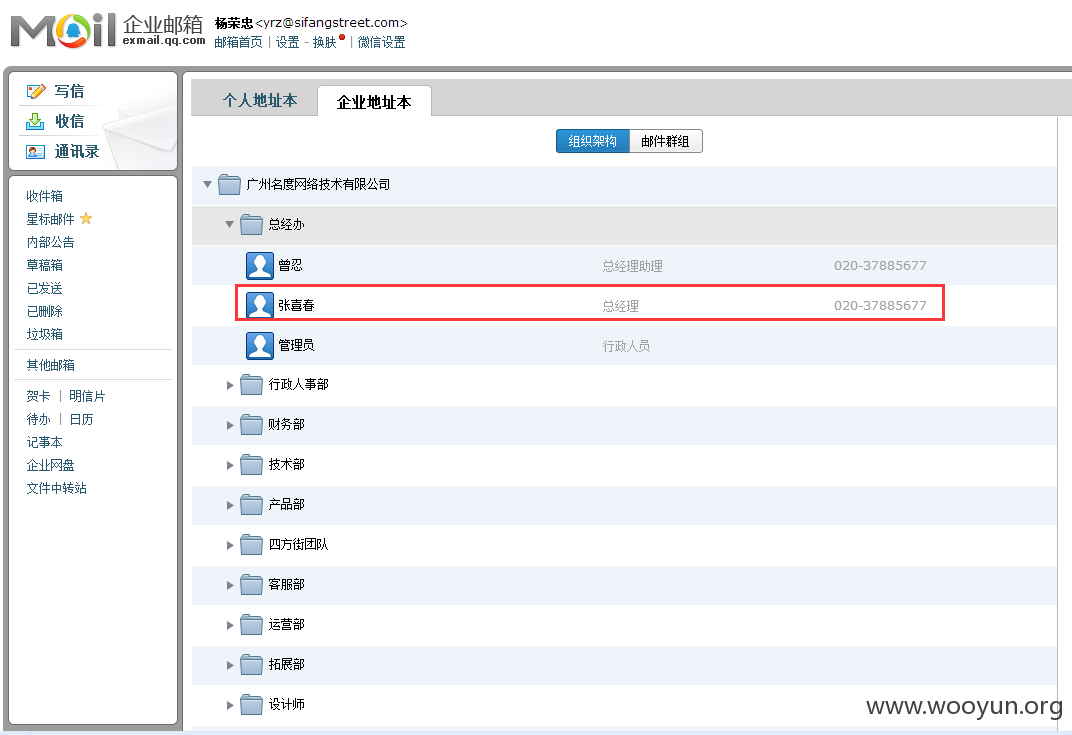 Mail 企业邮箱 exmail.qq.com
杨荣忠<yrz@sifangstreet.com>
邮箱首页 | 设置 - 换肤 | 微信设置
写信
收信
通讯录
收件箱
星标邮件
内部公告
草稿箱
已发送
已删除
垃圾箱
其他邮箱
贺卡 | 明信片
待办 | 日历
记事本
企业网盘
文件中转站
个人地址本 企业地址本
组织架构 邮件群组
广州名度网络技术有限公司
总经办
曾忍 总经理助理 020-37885677
张喜春 总经理 020-37885677
管理员 行政人员
行政人事部
财务部
技术部
产品部
四方街团队
客服部
运营部
拓展部
设计师
www.wooyun.org